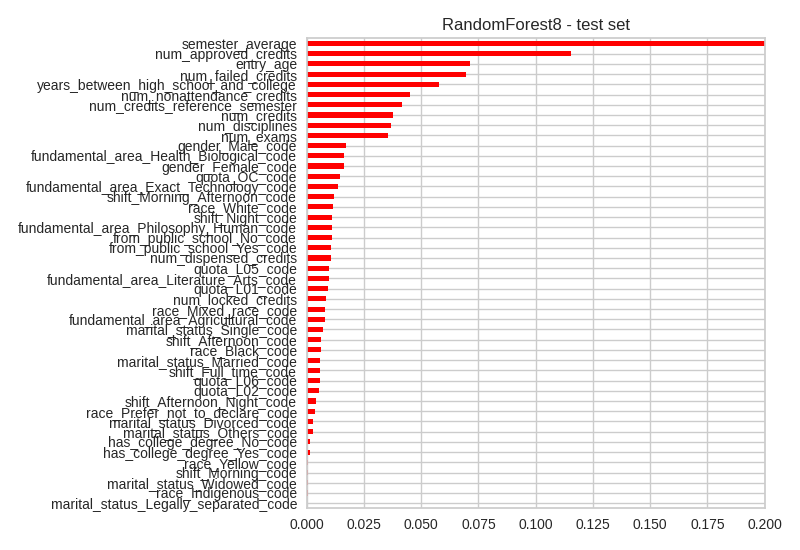 RandomForest8 - test set
semester_average
num_approved_credits
entry_age
num_failed_credits
years_between_high_school_and_college
num_nonattendance_credits
num_credits_reference_semester
num_credits
num_disciplines
num_exams
gender_Male_code
fundamental_area_Health_Biological_code
gender_Female_code
quota_OC_code
fundamental_area_Exact_Technology_code
shift_Morning_Afternoon_code
race_White_code
shift_Night_code
fundamental_area_Philosophy_Human_code
from_public_school_No_code
from_public_school_Yes_code
num_dispensed_credits
quota_L05_code
fundamental_area_Literature_Arts_code
quota_L01_code
num_locked_credits
race_Mixed_race_code
fundamental_area_Agricultural_code
marital_status_Single_code
shift_Afternoon_code
race_Black_code
marital_status_Married_code
shift_Full_time_code
quota_L06_code
quota_L02_code
shift_Afternoon_Night_code
race_Prefer_not_to_declare_code
marital_status_Divorced_code
marital_status_Others_code
has_college_degree_No_code
has_college_degree_Yes_code
race_Yellow_code
shift_Morning_code
marital_status_Widowed_code
race_Indigenous_code
marital_status_Legally_separated_code
0.000 0.025 0.050 0.075 0.100 0.125 0.150 0.175 0.200